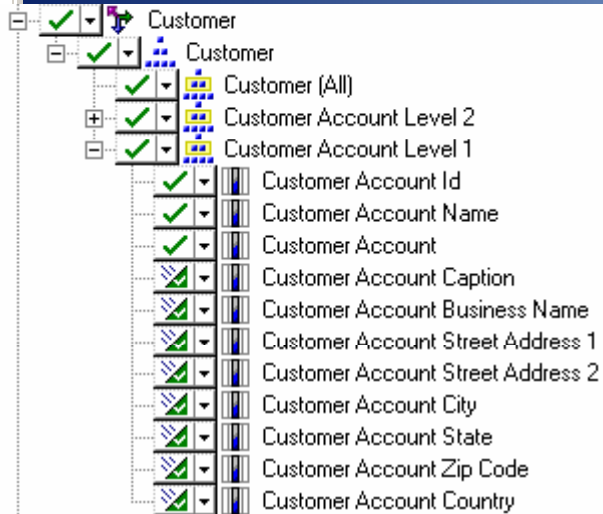 Customer
Customer
Customer (All)
Customer Account Level 2
Customer Account Level 1
Customer Account Id
Customer Account Name
Customer Account
Customer Account Caption
Customer Account Business Name
Customer Account Street Address 1
Customer Account Street Address 2
Customer Account City
Customer Account State
Customer Account Zip Code
Customer Account Country